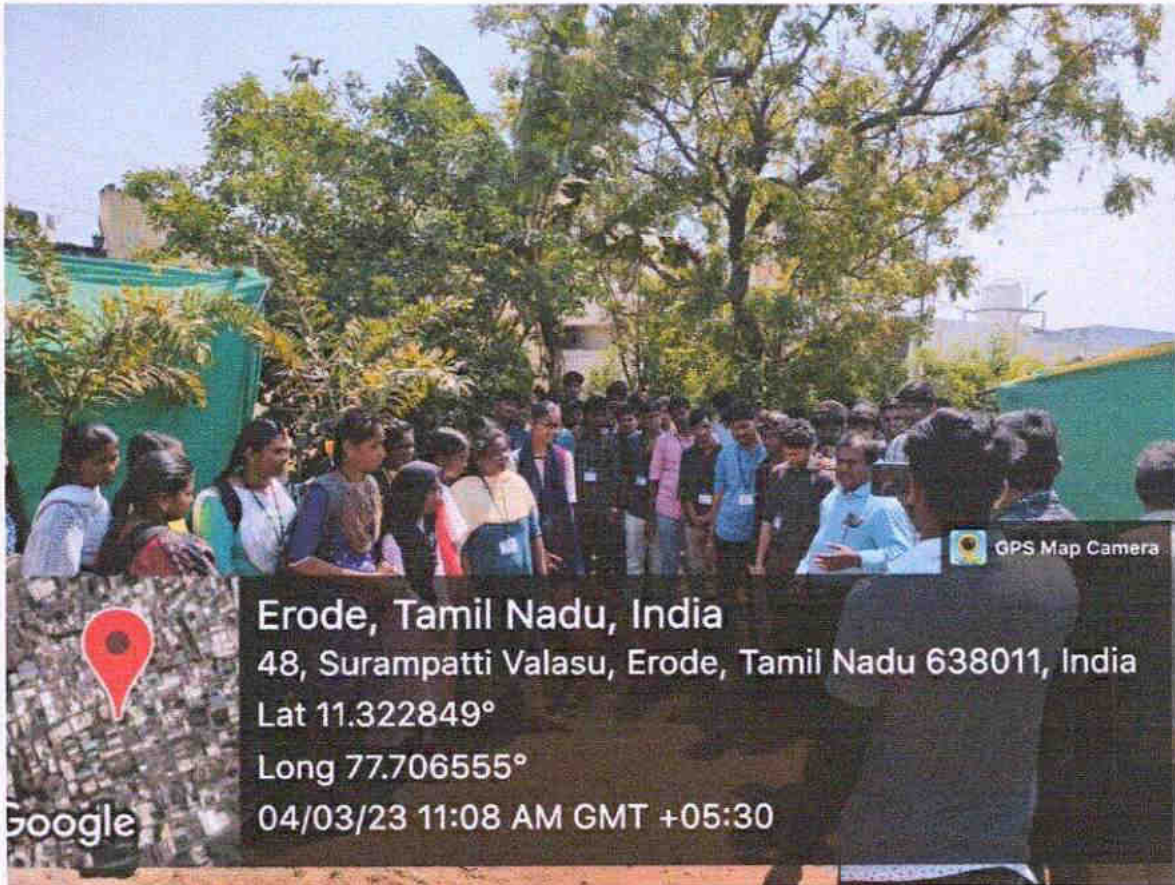 GPS Map Camera
Erode, Tamil Nadu, India
48, Surampatti Valasu, Erode, Tamil Nadu 638011, India
Lat 11.322849°
Long 77.706555°
04/03/23 11:08 AM GMT +05:30
Google